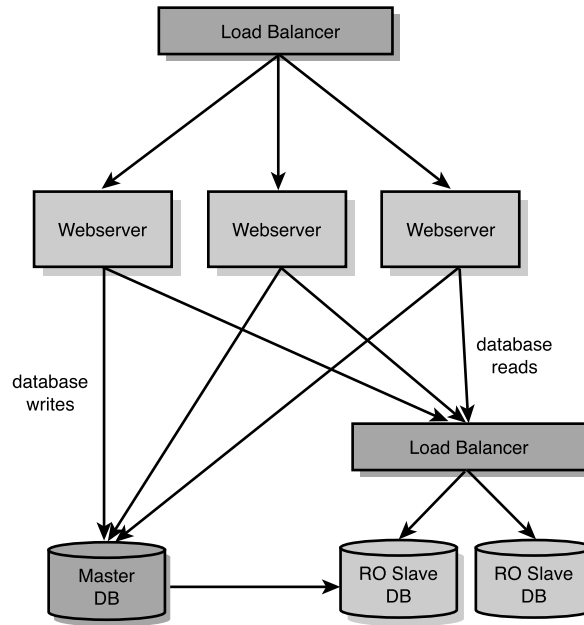 Load Balancer
Webserver
Webserver
Webserver
database
writes
database
reads
Load Balancer
Master
DB
RO Slave
DB
RO Slave
DB